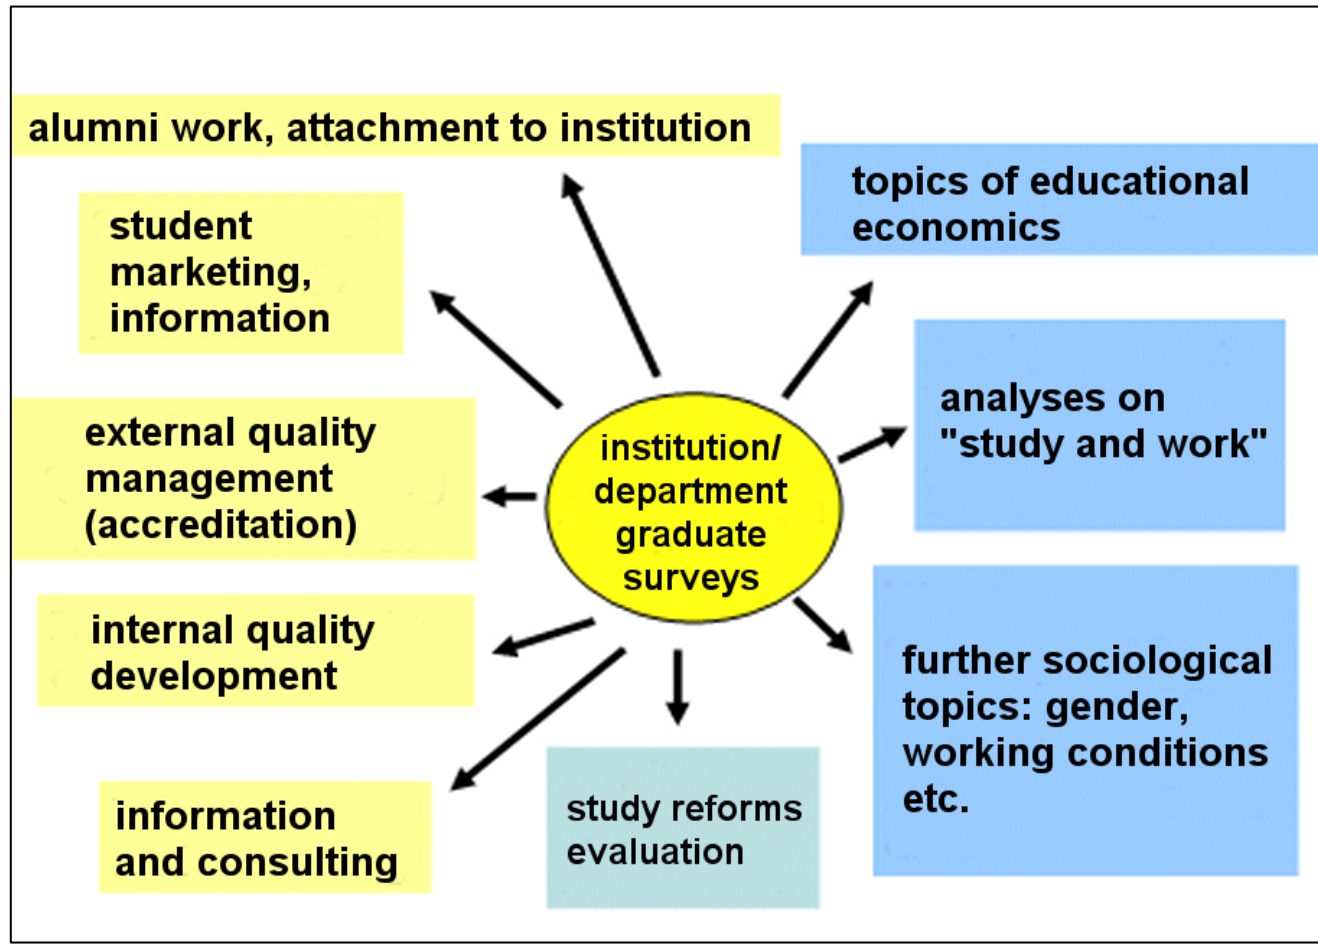 alumni work, attachment to institution
student
marketing,
information
external quality
management
(accreditation)
internal quality
development
information
and consulting
institution/
department
graduate
surveys
study reforms
evaluation
topics of educational
economics
analyses on
"study and work"
further sociological
topics: gender,
working conditions
etc.